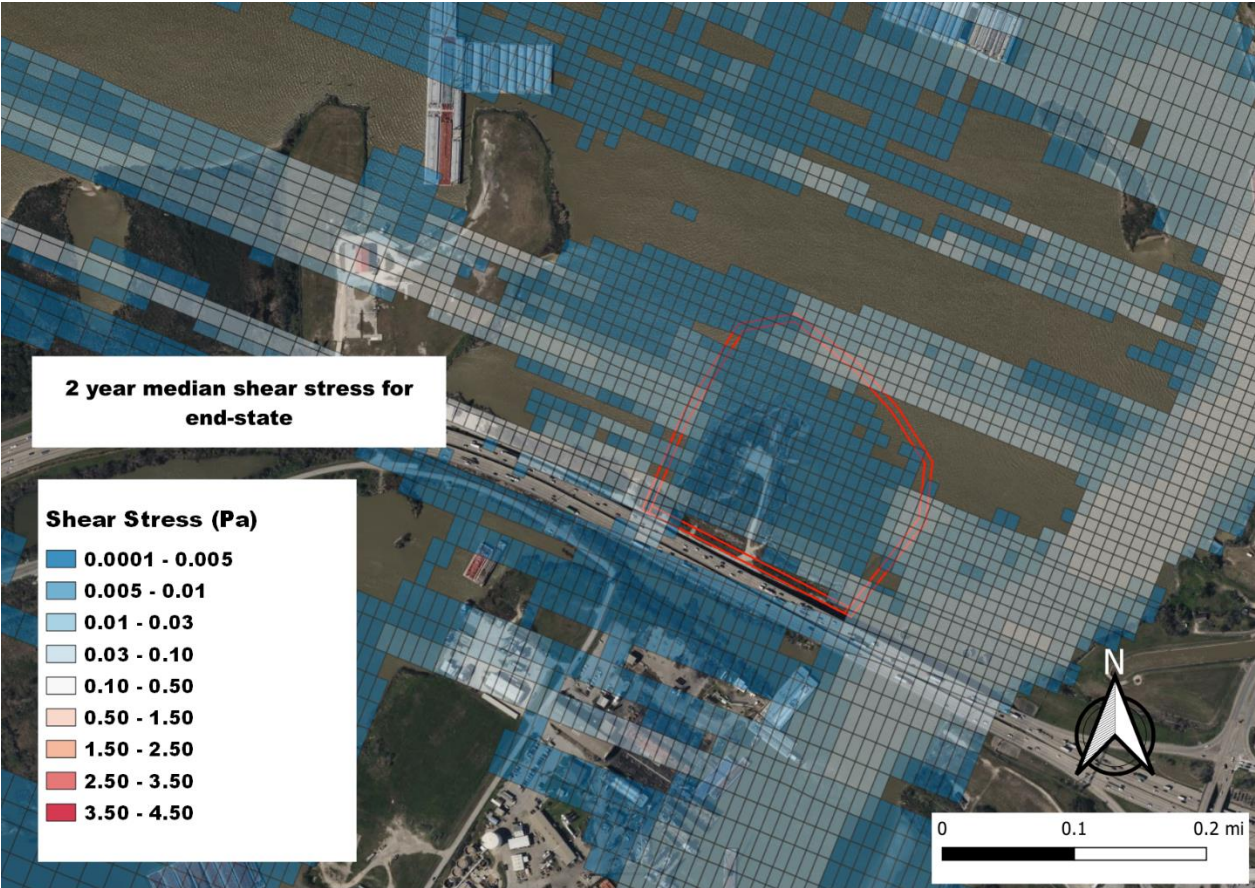 2 year median shear stress for
end-state
Shear Stress (Pa)
0.0001 - 0.005
0.005 - 0.01
0.01 - 0.03
0.03 - 0.10
0.10 - 0.50
0.50 - 1.50
1.50 - 2.50
2.50 - 3.50
3.50 - 4.50
N
0 0.1 0.2 mi